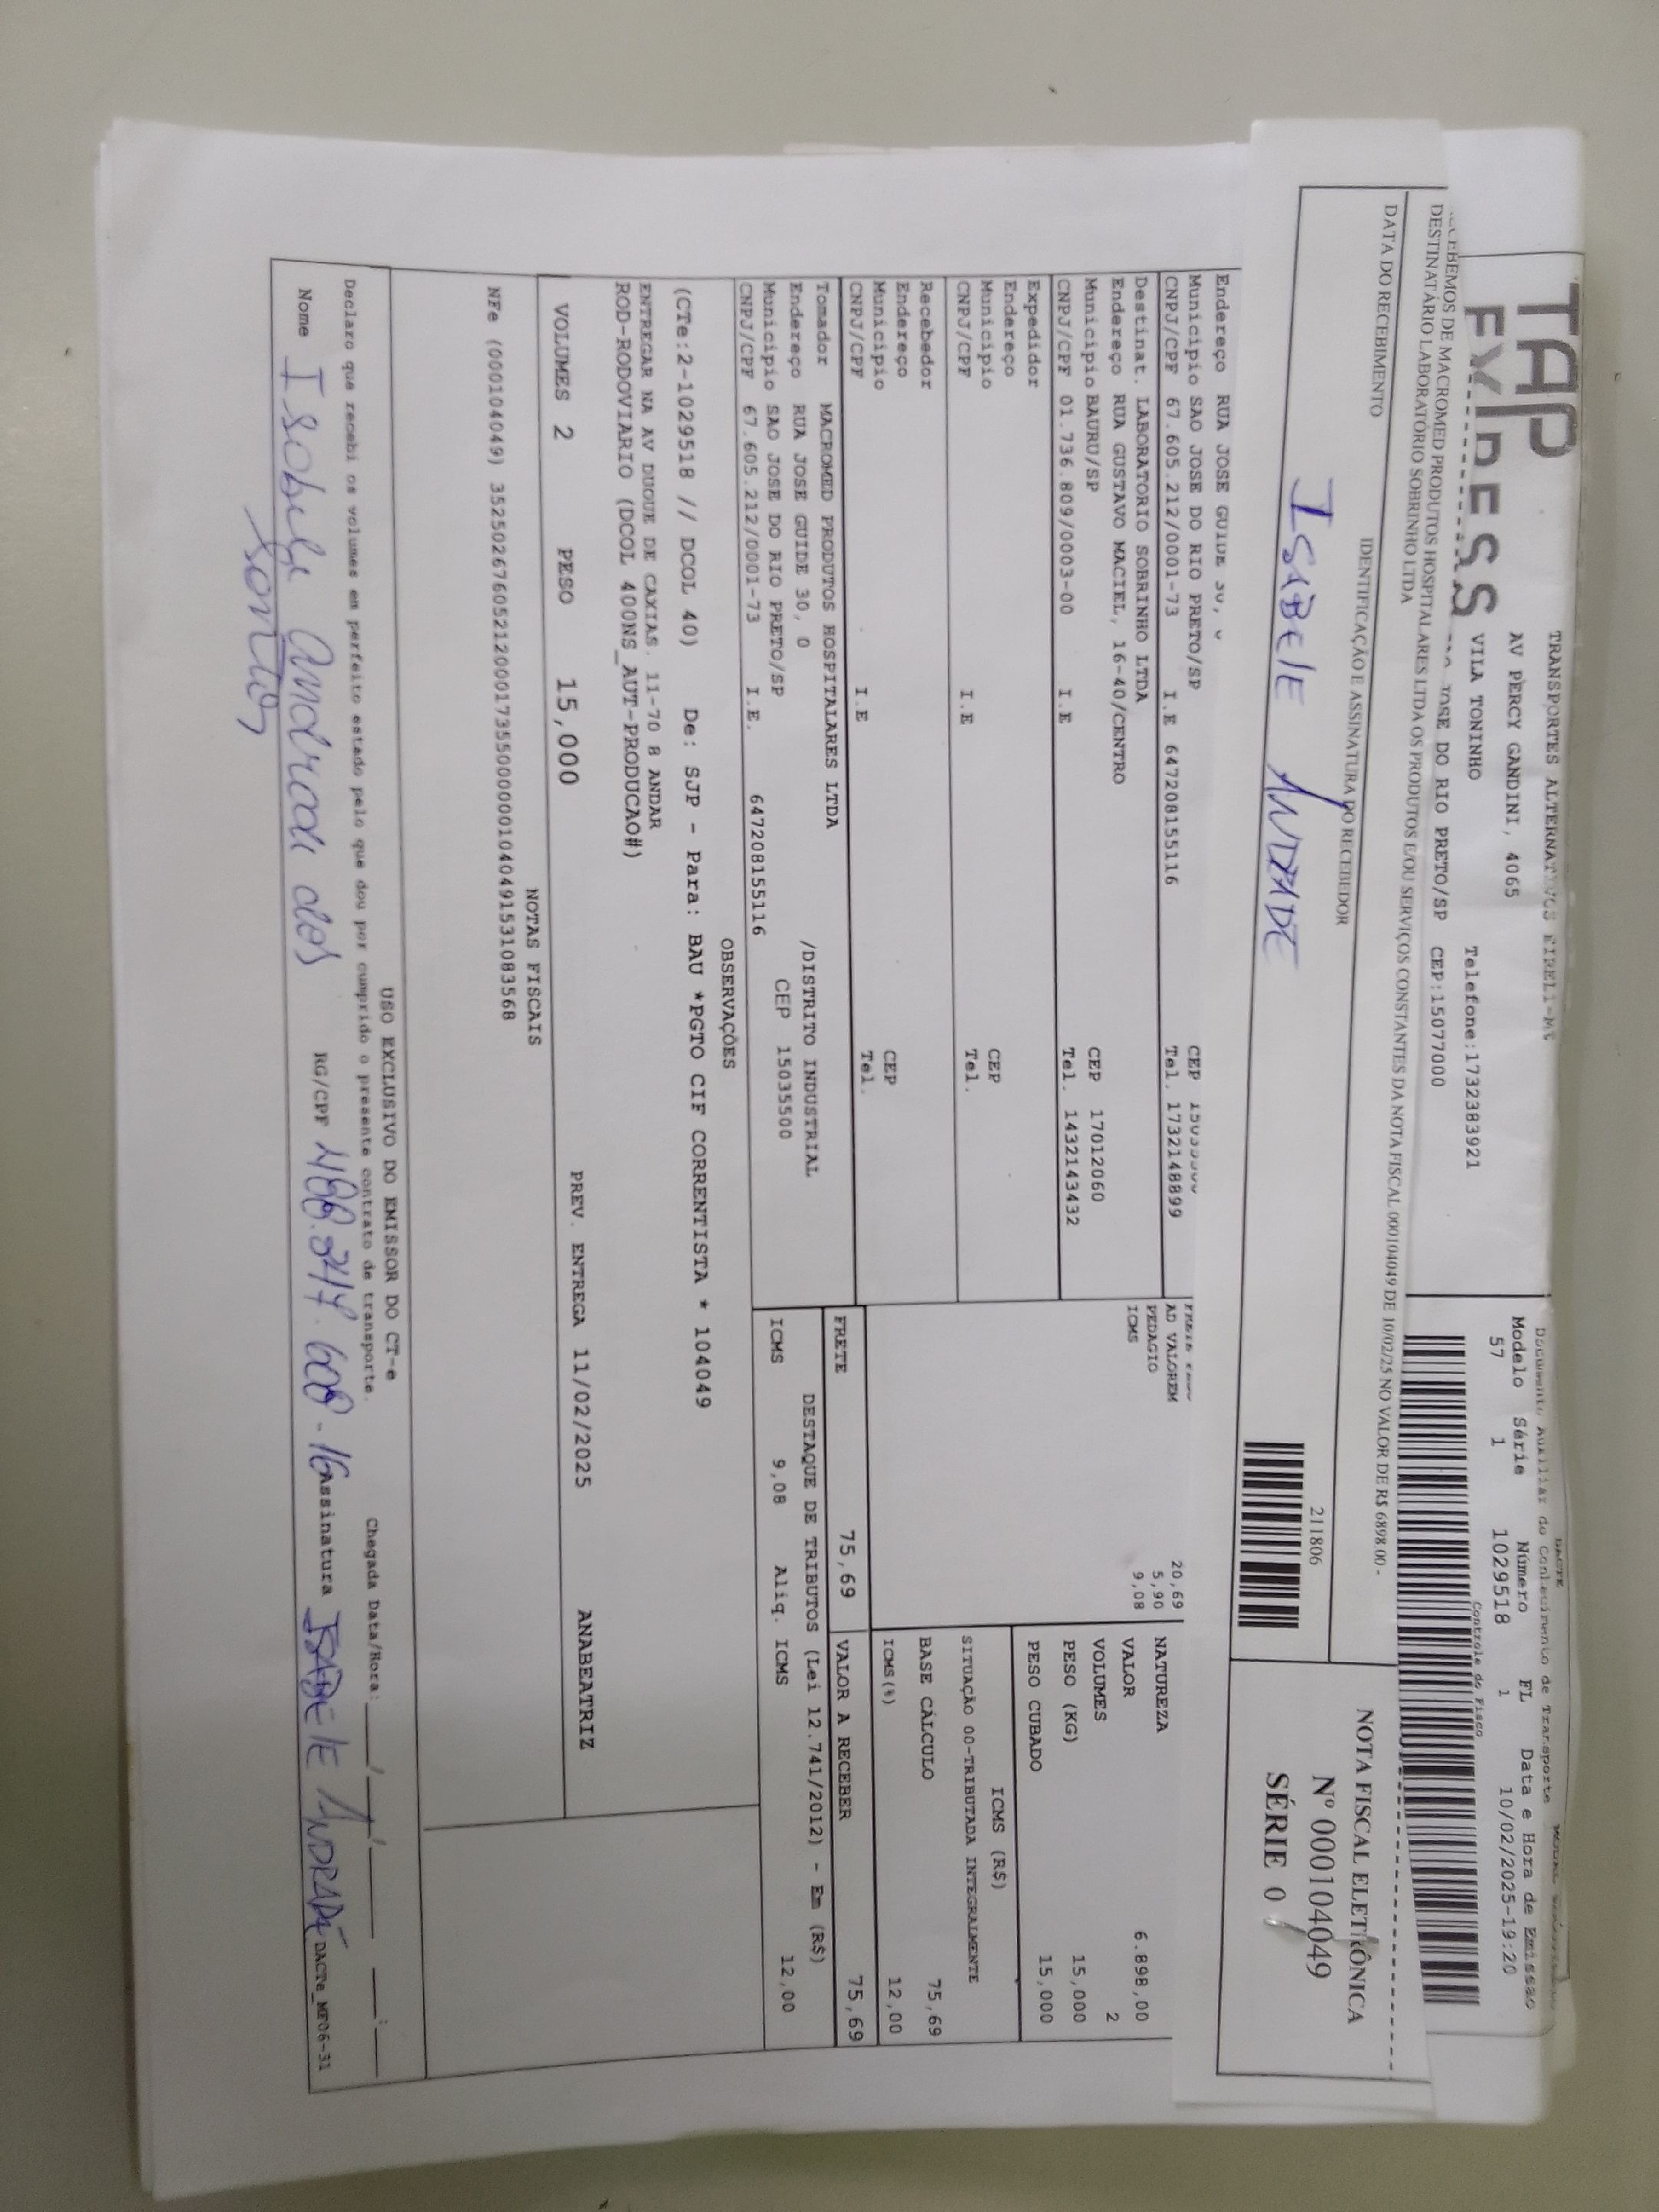 TAP
EXPRESS
TRANSPORTES ALTERNATIVOS EIRELI-ME
AV PERCY GANDINI, 4065
VILA TONINHO Telefone:1732383921
JOSE DO RIO PRETO/SP CEP:15077000
DACTE
Documento Auxiliar do Conhecimento de Transporte
Modelo Série Número FL Data e Hora de Emissão
57 1 1029518 1 10/02/2025-19:20
Controle do Fisco
EBEMOS DE MACROMED PRODUTOS HOSPITALARES LTDA OS PRODUTOS E/OU SERVIÇOS CONSTANTES DA NOTA FISCAL 000104049 DE 10/02/25 NO VALOR DE R$ 6898.00 -
DESTINATÁRIO LABORATÓRIO SOBRINHO LTDA
DATA DO RECEBIMENTO
IDENTIFICAÇÃO E ASSINATURA DO RECEBEDOR
ISABELE ANDRADE
211806
NOTA FISCAL ELETRÔNICA
Nº 000104049
SÉRIE 0
Endereço RUA JOSE GUIDE 30,
Municipio SAO JOSE DO RIO PRETO/SP CEP
CNPJ/CPF 67.605.212/0001-73 I.E 647208155116 Tel. 1732148899
Destinat. LABORATORIO SOBRINHO LTDA
Endereço RUA GUSTAVO MACIEL, 16-40/CENTRO
Municipio BAURU/SP CEP 17012060
CNPJ/CPF 01.736.809/0003-00 I.E Tel. 1432143432
Expedidor
Endereço
Municipio CEP
CNPJ/CPF I.E Tel.
Recebedor
Endereço
Municipio CEP
CNPJ/CPF I.E Tel.
AD VALOREM 20,69
PEDAGIO 5,90
ICMS 9,08
NATUREZA
VALOR 6.898,00
VOLUMES 2
PESO (KG) 15,000
PESO CUBADO 15,000
ICMS (R$)
SITUAÇÃO 00-TRIBUTADA INTEGRALMENTE
BASE CÁLCULO 75,69
ICMS(%) 12,00
Tomador MACROMED PRODUTOS HOSPITALARES LTDA
Endereço RUA JOSE GUIDE 30, 0 /DISTRITO INDUSTRIAL
Municipio SAO JOSE DO RIO PRETO/SP CEP 15035500
CNPJ/CPF 67.605.212/0001-73 I.E. 647208155116
FRETE 75,69 VALOR A RECEBER 75,69
DESTAQUE DE TRIBUTOS (Lei 12.741/2012) - Em (R$)
ICMS 9,08 Aliq. ICMS 12,00
OBSERVAÇÕES
(CTe:2-1029518 // DCOL 40) De: SJP - Para: BAU *PGTO CIF CORRENTISTA * 104049
ENTREGAR NA AV DUQUE DE CAXIAS, 11-70 8 ANDAR
ROD-RODOVIARIO (DCOL 400NS_AUT-PRODUCAO#)
VOLUMES 2 PESO 15,000 PREV. ENTREGA 11/02/2025 ANABEATRIZ
NOTAS FISCAIS
NFe (000104049) 35250267605212000173550000001040491531083568
USO EXCLUSIVO DO EMISSOR DO CT-e
Declaro que recebi os volumes em perfeito estado pelo que dou por cumprido o presente contrato de transporte.
Chegada Data/Hora: ___/___/___ ___:___
Nome Isabele Andrade dos RG/CPF 488.247.608-16 Assinatura ISABELE ANDRADE DACTe_MF06-31
Santos